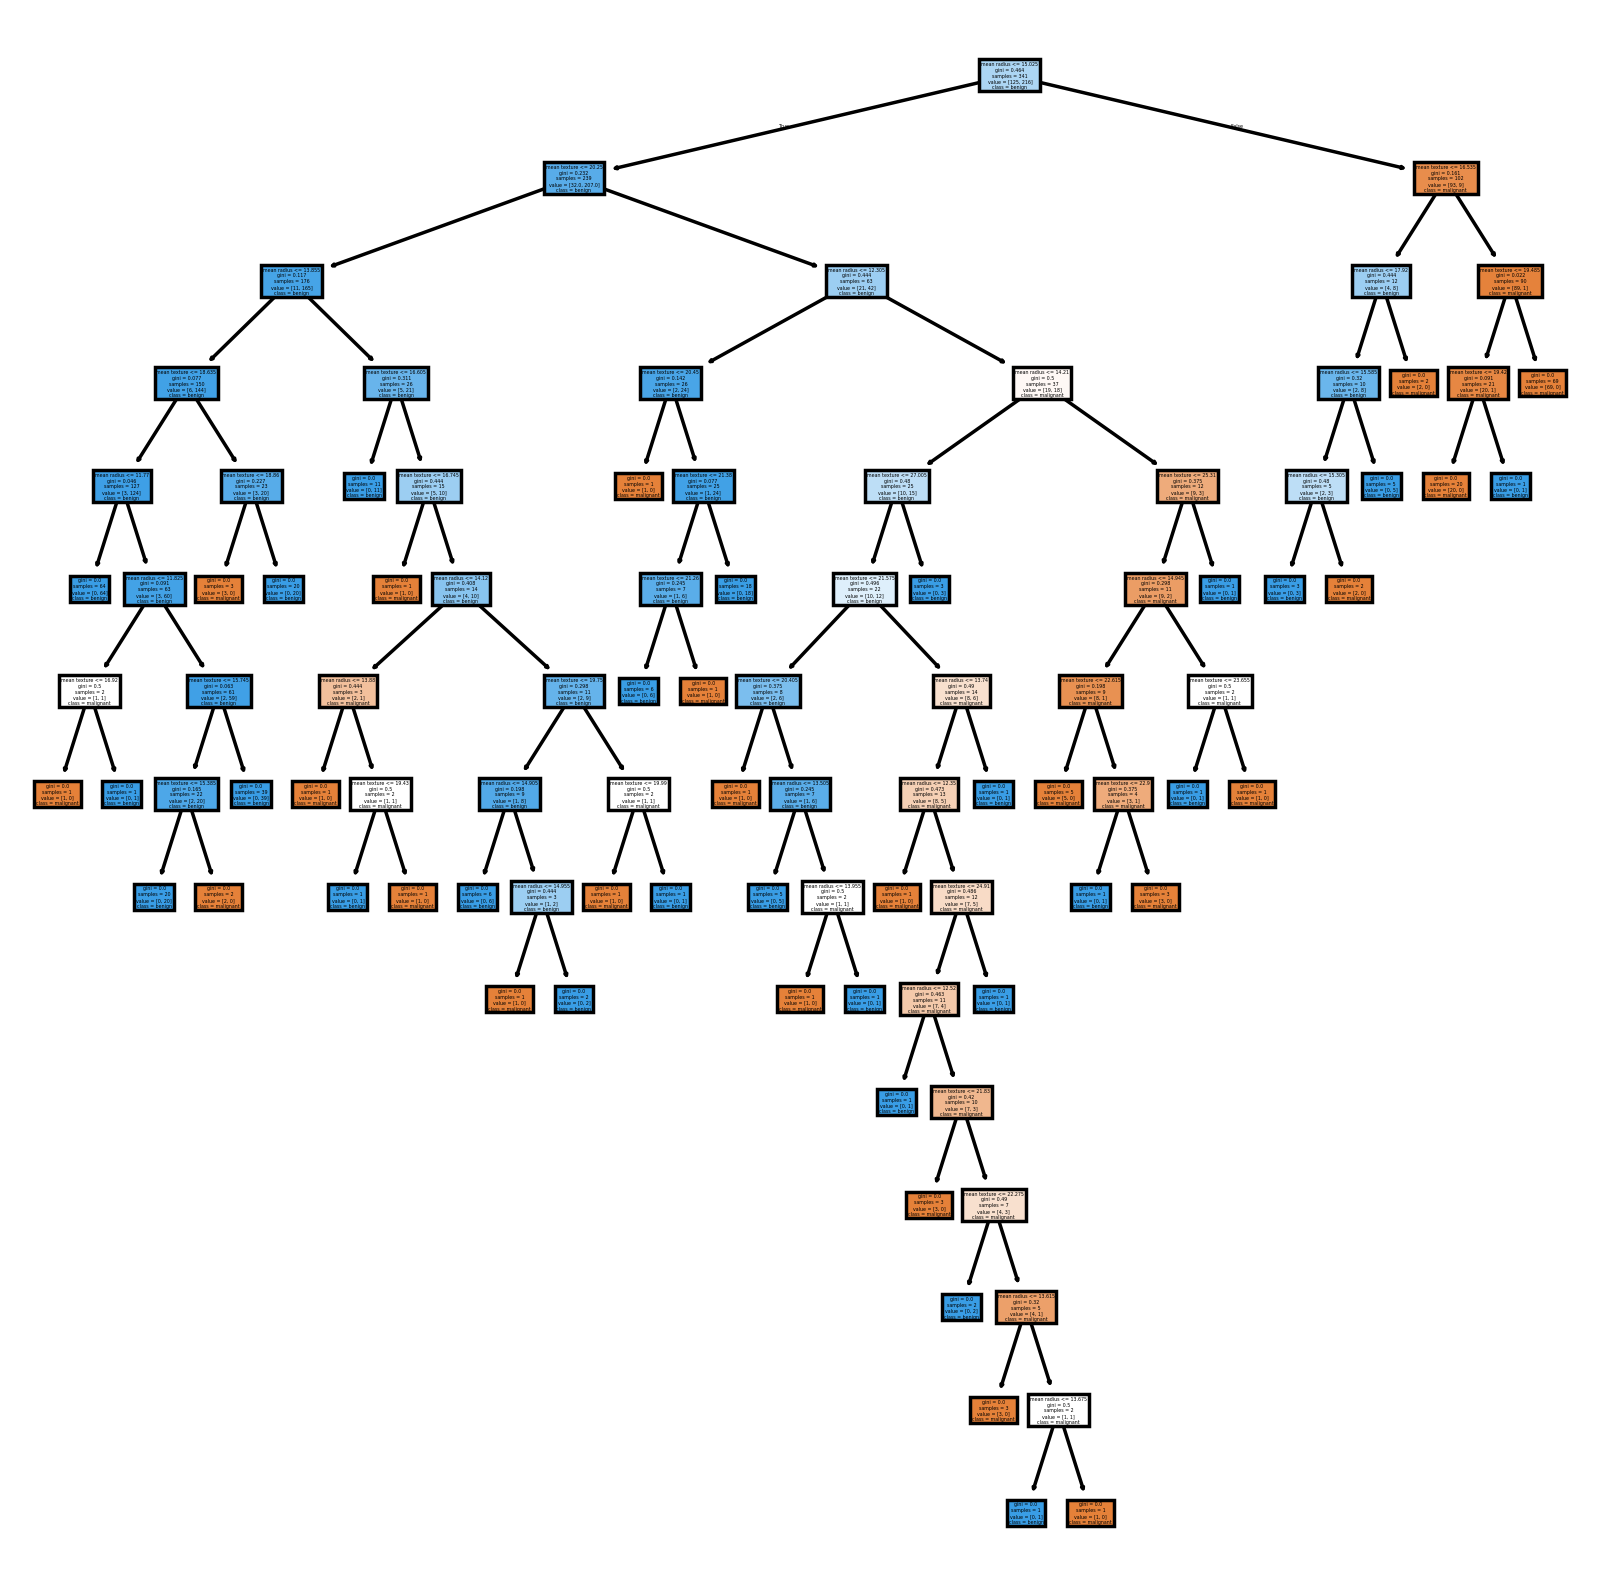 mean radius <= 15.025
gini = 0.464
samples = 341
value = [125, 216]
class = benign
True
False
mean texture <= 20.25
gini = 0.232
samples = 239
value = [32.0, 207.0]
class = benign
mean texture <= 16.535
gini = 0.161
samples = 102
value = [93, 9]
class = malignant
mean radius <= 13.855
gini = 0.117
samples = 176
value = [11, 165]
class = benign
mean radius <= 12.305
gini = 0.444
samples = 63
value = [21, 42]
class = benign
mean radius <= 17.92
gini = 0.444
samples = 12
value = [4, 8]
class = benign
mean texture <= 19.485
gini = 0.022
samples = 90
value = [89, 1]
class = malignant
mean texture <= 18.635
gini = 0.077
samples = 150
value = [6, 144]
class = benign
mean texture <= 16.605
gini = 0.311
samples = 26
value = [5, 21]
class = benign
mean texture <= 20.45
gini = 0.142
samples = 26
value = [2, 24]
class = benign
mean radius <= 14.21
gini = 0.5
samples = 37
value = [19, 18]
class = malignant
mean radius <= 15.585
gini = 0.32
samples = 10
value = [2, 8]
class = benign
gini = 0.0
samples = 2
value = [2, 0]
class = malignant
mean texture <= 19.42
gini = 0.091
samples = 21
value = [20, 1]
class = malignant
gini = 0.0
samples = 69
value = [69, 0]
class = malignant
mean radius <= 11.77
gini = 0.046
samples = 127
value = [3, 124]
class = benign
mean texture <= 18.86
gini = 0.227
samples = 23
value = [3, 20]
class = benign
gini = 0.0
samples = 11
value = [0, 11]
class = benign
mean texture <= 16.745
gini = 0.444
samples = 15
value = [5, 10]
class = benign
gini = 0.0
samples = 1
value = [1, 0]
class = malignant
gini = 0.077
samples = 25
value = [1, 24]
class = benign
mean texture <= 27.005
gini = 0.48
samples = 25
value = [10, 15]
class = benign
mean texture <= 25.31
gini = 0.375
samples = 12
value = [9, 3]
class = malignant
mean radius <= 15.305
gini = 0.48
samples = 5
value = [2, 3]
class = benign
gini = 0.0
samples = 5
value = [0, 5]
class = benign
gini = 0.0
samples = 20
value = [20, 0]
class = malignant
gini = 0.0
samples = 1
value = [0, 1]
class = benign
gini = 0.0
samples = 64
value = [0, 64]
class = benign
mean radius <= 11.825
gini = 0.091
samples = 63
value = [3, 60]
class = benign
gini = 0.0
samples = 3
value = [3, 0]
class = malignant
gini = 0.0
samples = 20
value = [0, 20]
class = benign
gini = 0.0
samples = 1
value = [1, 0]
class = malignant
mean radius <= 14.12
gini = 0.408
samples = 14
value = [4, 10]
class = benign
mean texture <= 21.26
gini = 0.245
samples = 7
value = [1, 6]
class = benign
gini = 0.0
samples = 18
value = [0, 18]
class = benign
mean texture <= 21.575
gini = 0.496
samples = 22
value = [10, 12]
class = benign
gini = 0.0
samples = 3
value = [0, 3]
class = benign
mean radius <= 14.945
gini = 0.298
samples = 11
value = [9, 2]
class = malignant
gini = 0.0
samples = 1
value = [0, 1]
class = benign
gini = 0.0
samples = 3
value = [0, 3]
class = benign
gini = 0.0
samples = 2
value = [2, 0]
class = malignant
mean texture <= 16.92
gini = 0.5
samples = 2
value = [1, 1]
class = malignant
mean texture <= 15.745
gini = 0.063
samples = 61
value = [2, 59]
class = benign
mean radius <= 13.88
gini = 0.444
samples = 3
value = [2, 1]
class = malignant
mean texture <= 19.75
gini = 0.298
samples = 11
value = [2, 9]
class = benign
gini = 0.0
samples = 6
value = [0, 6]
class = benign
gini = 0.0
samples = 1
value = [1, 0]
class = malignant
mean texture <= 20.405
gini = 0.375
samples = 8
value = [2, 6]
class = benign
mean radius <= 13.74
gini = 0.49
samples = 14
value = [8, 6]
class = malignant
mean texture <= 22.615
gini = 0.198
samples = 9
value = [8, 1]
class = malignant
mean texture <= 23.655
gini = 0.5
samples = 2
value = [1, 1]
class = malignant
gini = 0.0
samples = 1
value = [1, 0]
class = malignant
gini = 0.0
samples = 1
value = [0, 1]
class = benign
mean texture <= 15.385
gini = 0.165
samples = 22
value = [2, 20]
class = benign
gini = 0.0
samples = 39
value = [0, 39]
class = benign
gini = 0.0
samples = 1
value = [1, 0]
class = malignant
mean texture <= 19.43
gini = 0.5
samples = 2
value = [1, 1]
class = malignant
mean radius <= 14.905
gini = 0.198
samples = 9
value = [1, 8]
class = benign
mean texture <= 19.99
gini = 0.5
samples = 2
value = [1, 1]
class = malignant
gini = 0.0
samples = 1
value = [1, 0]
class = malignant
mean radius <= 13.505
gini = 0.245
samples = 7
value = [1, 6]
class = benign
mean radius <= 12.35
gini = 0.473
samples = 13
value = [8, 5]
class = malignant
gini = 0.0
samples = 1
value = [0, 1]
class = benign
gini = 0.0
samples = 5
value = [5, 0]
class = malignant
mean texture <= 22.9
gini = 0.375
samples = 4
value = [3, 1]
class = malignant
gini = 0.0
samples = 1
value = [0, 1]
class = benign
gini = 0.0
samples = 1
value = [1, 0]
class = malignant
gini = 0.0
samples = 20
value = [0, 20]
class = benign
gini = 0.0
samples = 2
value = [2, 0]
class = malignant
gini = 0.0
samples = 1
value = [0, 1]
class = benign
gini = 0.0
samples = 1
value = [1, 0]
class = malignant
gini = 0.0
samples = 6
value = [0, 6]
class = benign
mean radius <= 14.955
gini = 0.444
samples = 3
value = [1, 2]
class = benign
gini = 0.0
samples = 1
value = [1, 0]
class = malignant
gini = 0.0
samples = 1
value = [0, 1]
class = benign
gini = 0.0
samples = 5
value = [0, 5]
class = benign
mean radius <= 13.955
gini = 0.5
samples = 2
value = [1, 1]
class = malignant
gini = 0.0
samples = 1
value = [1, 0]
class = malignant
mean texture <= 24.91
gini = 0.486
samples = 12
value = [7, 5]
class = malignant
gini = 0.0
samples = 1
value = [0, 1]
class = benign
gini = 0.0
samples = 3
value = [3, 0]
class = malignant
gini = 0.0
samples = 1
value = [1, 0]
class = malignant
gini = 0.0
samples = 2
value = [0, 2]
class = benign
gini = 0.0
samples = 1
value = [1, 0]
class = malignant
gini = 0.0
samples = 1
value = [0, 1]
class = benign
mean radius <= 12.52
gini = 0.463
samples = 11
value = [7, 4]
class = malignant
gini = 0.0
samples = 1
value = [0, 1]
class = benign
gini = 0.0
samples = 1
value = [0, 1]
class = benign
mean texture <= 21.83
gini = 0.42
samples = 10
value = [7, 3]
class = malignant
gini = 0.0
samples = 3
value = [3, 0]
class = malignant
mean texture <= 22.275
gini = 0.49
samples = 7
value = [4, 3]
class = malignant
gini = 0.0
samples = 2
value = [0, 2]
class = benign
mean radius <= 13.615
gini = 0.32
samples = 5
value = [4, 1]
class = malignant
gini = 0.0
samples = 3
value = [3, 0]
class = malignant
mean radius <= 13.675
gini = 0.5
samples = 2
value = [1, 1]
class = malignant
gini = 0.0
samples = 1
value = [0, 1]
class = benign
gini = 0.0
samples = 1
value = [1, 0]
class = malignant